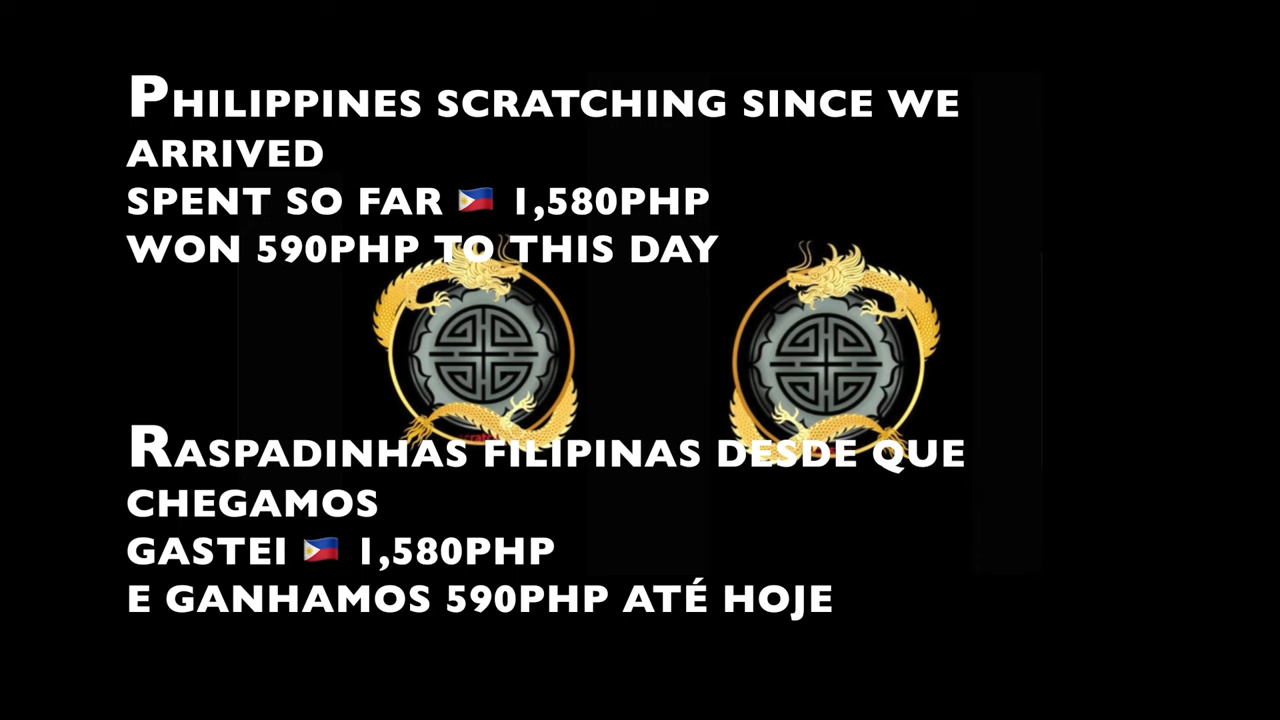 PHILIPPINES SCRATCHING SINCE WE
ARRIVED
SPENT SO FAR 🇵🇭 1,580PHP
WON 590PHP TO THIS DAY
RASPADINHAS FILIPINAS DESDE QUE
CHEGAMOS
GASTEI 🇵🇭 1,580PHP
E GANHAMOS 590PHP ATÉ HOJE